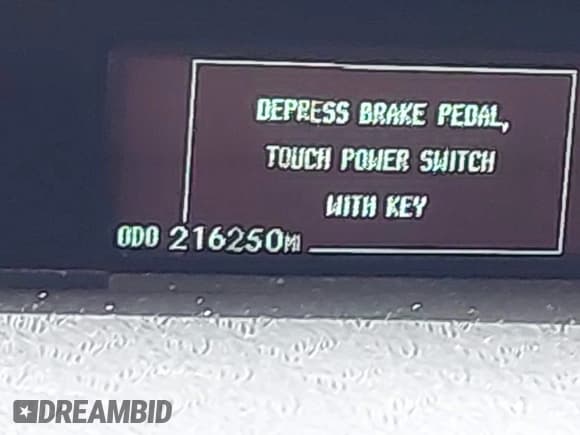 DEPRESS BRAKE PEDAL,
TOUCH POWER SWITCH
WITH KEY
ODO 216250MI
DREAMBID